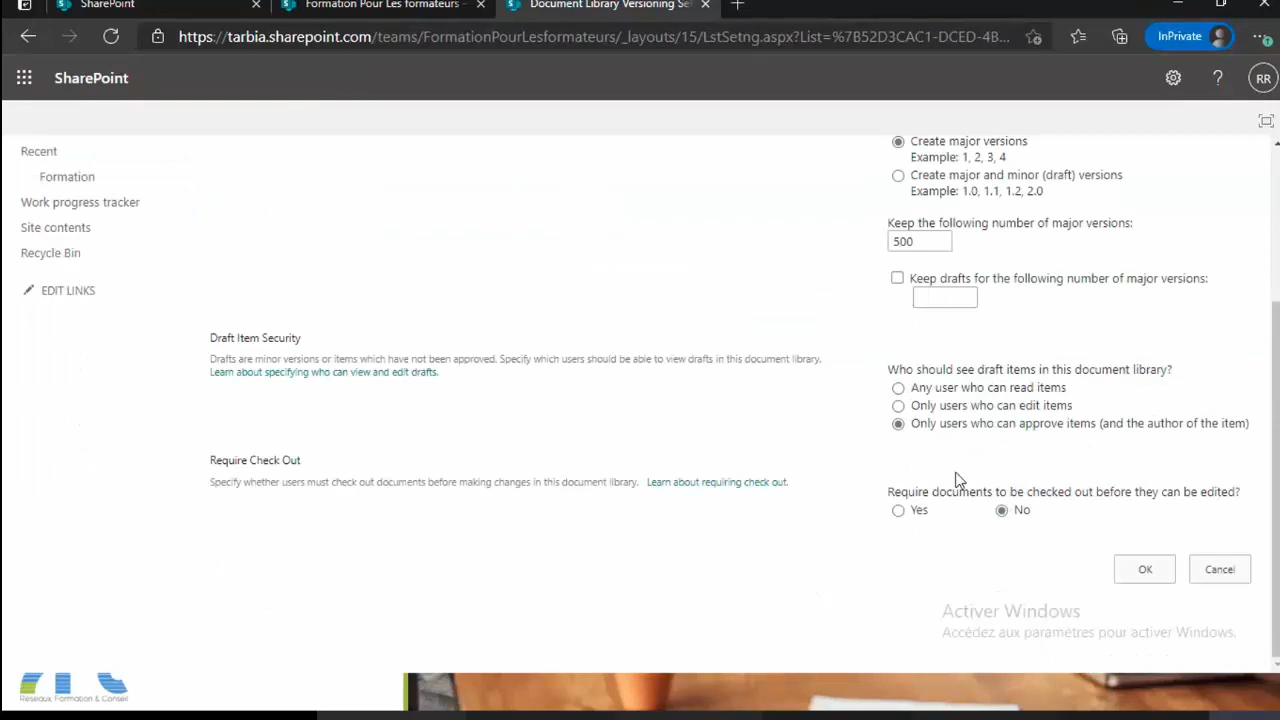 SharePoint
Formation Pour Les formateurs -
Document Library Versioning Se
https://tarbia.sharepoint.com/teams/FormationPourLesformateurs/_layouts/15/LstSetng.aspx?List=%7B52D3CAC1-DCED-4B...
InPrivate
SharePoint
RR
Recent
Formation
Work progress tracker
Site contents
Recycle Bin
EDIT LINKS
Create major versions
Example: 1, 2, 3, 4
Create major and minor (draft) versions
Example: 1.0, 1.1, 1.2, 2.0
Keep the following number of major versions:
500
Keep drafts for the following number of major versions:
Draft Item Security
Drafts are minor versions or items which have not been approved. Specify which users should be able to view drafts in this document library.
Learn about specifying who can view and edit drafts.
Who should see draft items in this document library?
Any user who can read items
Only users who can edit items
Only users who can approve items (and the author of the item)
Require Check Out
Specify whether users must check out documents before making changes in this document library. Learn about requiring check out.
Require documents to be checked out before they can be edited?
Yes No
OK Cancel
Activer Windows
Accédez aux paramètres pour activer Windows.
Réseaux, Formation & Conseil